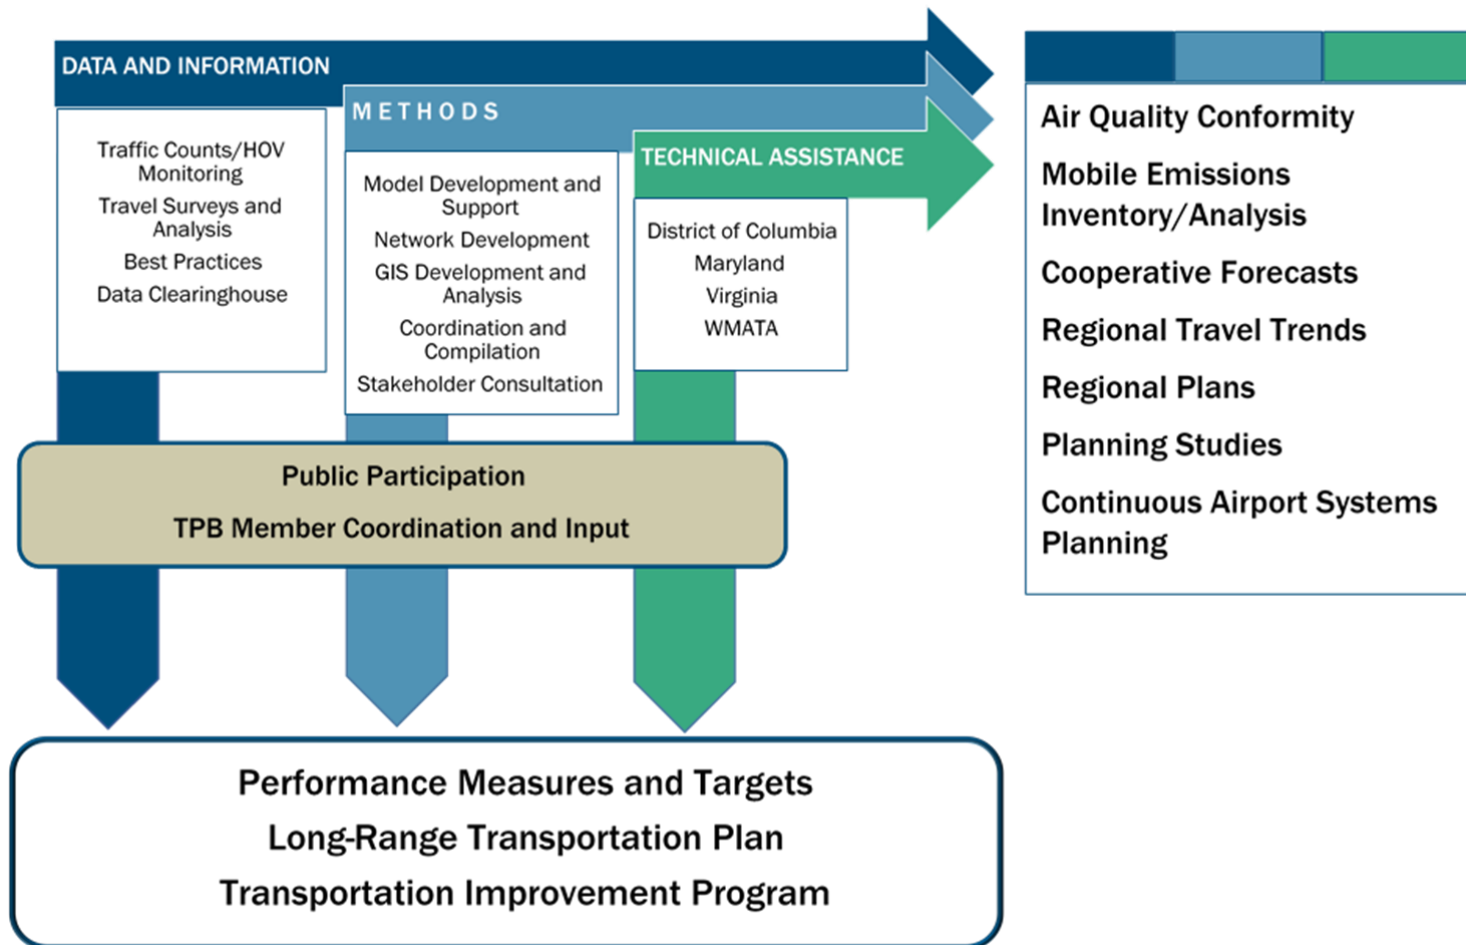 DATA AND INFORMATION
Traffic Counts/HOV
Monitoring
Travel Surveys and
Analysis
Best Practices
Data Clearinghouse
METHODS
Model Development and
Support
Network Development
GIS Development and
Analysis
Coordination and
Compilation
Stakeholder Consultation
TECHNICAL ASSISTANCE
District of Columbia
Maryland
Virginia
WMATA
Air Quality Conformity
Mobile Emissions
Inventory/Analysis
Cooperative Forecasts
Regional Travel Trends
Regional Plans
Planning Studies
Continuous Airport Systems
Planning
Public Participation
TPB Member Coordination and Input
Performance Measures and Targets
Long-Range Transportation Plan
Transportation Improvement Program